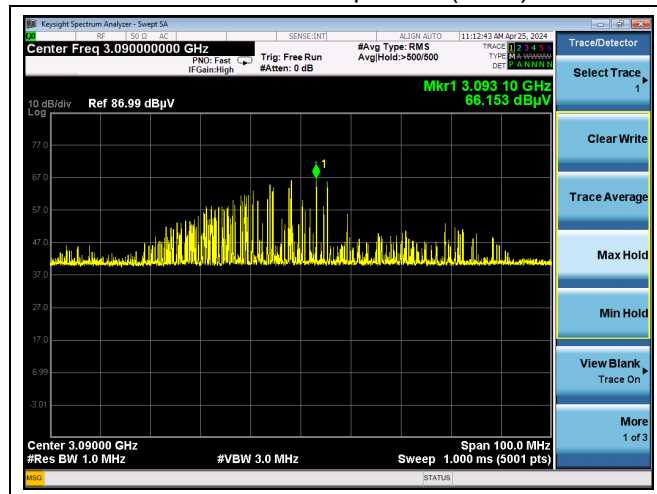 Keysight Spectrum Analyzer - Swept SA
LXI RF 50 Ω AC SENSE:INT ALIGN AUTO 11:12:43 AM Apr 25, 2024
Center Freq 3.090000000 GHz
PNO: Fast
IFGain:High
Trig: Free Run
#Atten: 0 dB
#Avg Type: RMS
Avg|Hold:>500/500
TRACE 1 2 3 4 5 6
TYPE M A W W W W
DET P A N N N N
Mkr1 3.093 10 GHz
66.153 dBµV
10 dB/div Ref 86.99 dBµV
Log
77.0
67.0
57.0
47.0
37.0
27.0
17.0
6.99
-3.01
1
Center 3.09000 GHz
Span 100.0 MHz
#Res BW 1.0 MHz
#VBW 3.0 MHz
Sweep 1.000 ms (5001 pts)
MSG
STATUS
Trace/Detector
Select Trace
1
Clear Write
Trace Average
Max Hold
Min Hold
View Blank
Trace On
More
1 of 3